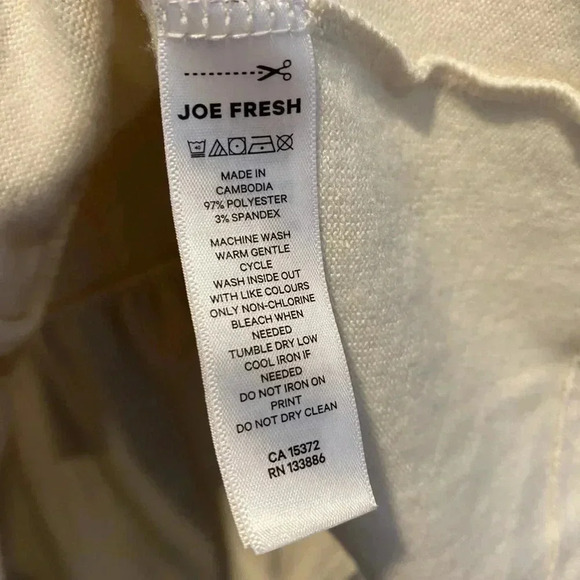 JOE FRESH
40
MADE IN
CAMBODIA
97% POLYESTER
3% SPANDEX
MACHINE WASH
WARM GENTLE
CYCLE
WASH INSIDE OUT
WITH LIKE COLOURS
ONLY NON-CHLORINE
BLEACH WHEN
NEEDED
TUMBLE DRY LOW
COOL IRON IF
NEEDED
DO NOT IRON ON
PRINT
DO NOT DRY CLEAN
CA 15372
RN 133886